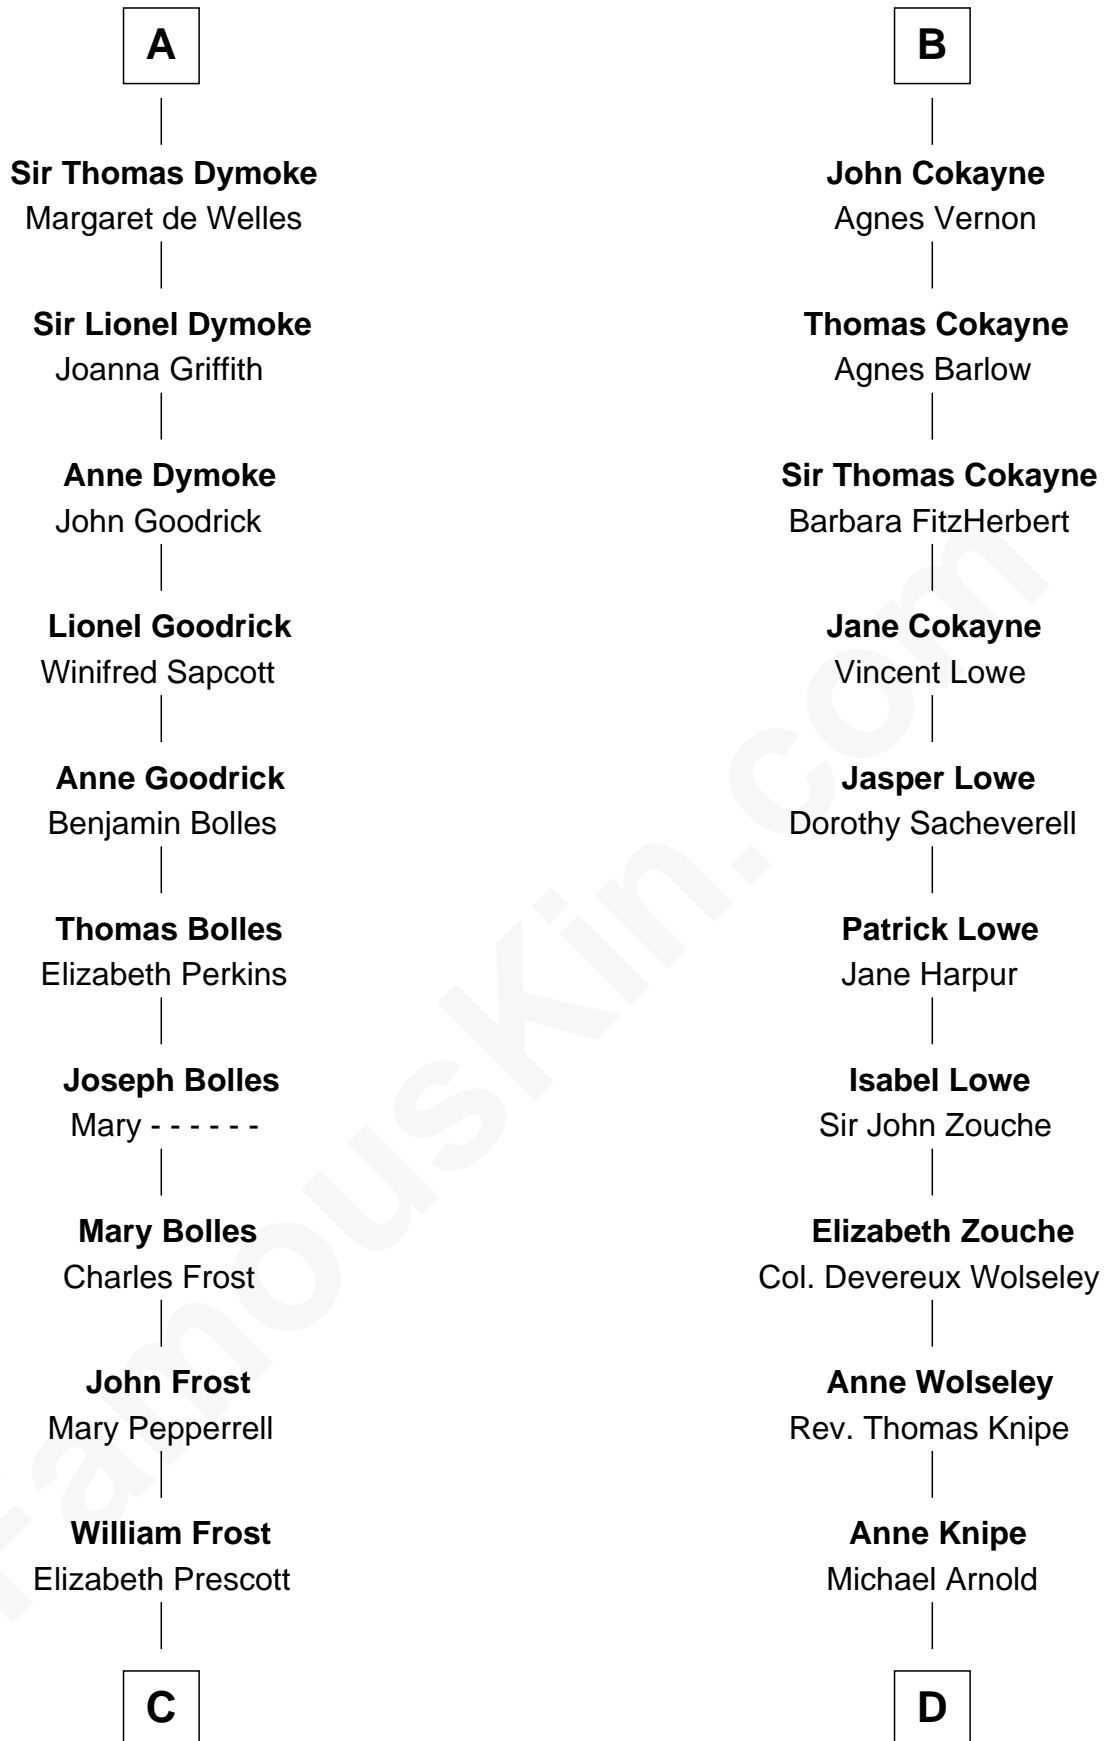 A
Sir Thomas Dymoke
Margaret de Welles
Sir Lionel Dymoke
Joanna Griffith
Anne Dymoke
John Goodrick
Lionel Goodrick
Winifred Sapcott
Anne Goodrick
Benjamin Bolles
Thomas Bolles
Elizabeth Perkins
Joseph Bolles
Mary - - - - - -
Mary Bolles
Charles Frost
John Frost
Mary Pepperrell
William Frost
Elizabeth Prescott
C
B
John Cokayne
Agnes Vernon
Thomas Cokayne
Agnes Barlow
Sir Thomas Cokayne
Barbara FitzHerbert
Jane Cokayne
Vincent Lowe
Jasper Lowe
Dorothy Sacheverell
Patrick Lowe
Jane Harpur
Isabel Lowe
Sir John Zouche
Elizabeth Zouche
Col. Devereux Wolseley
Anne Wolseley
Rev. Thomas Knipe
Anne Knipe
Michael Arnold
D
FamousKin.com